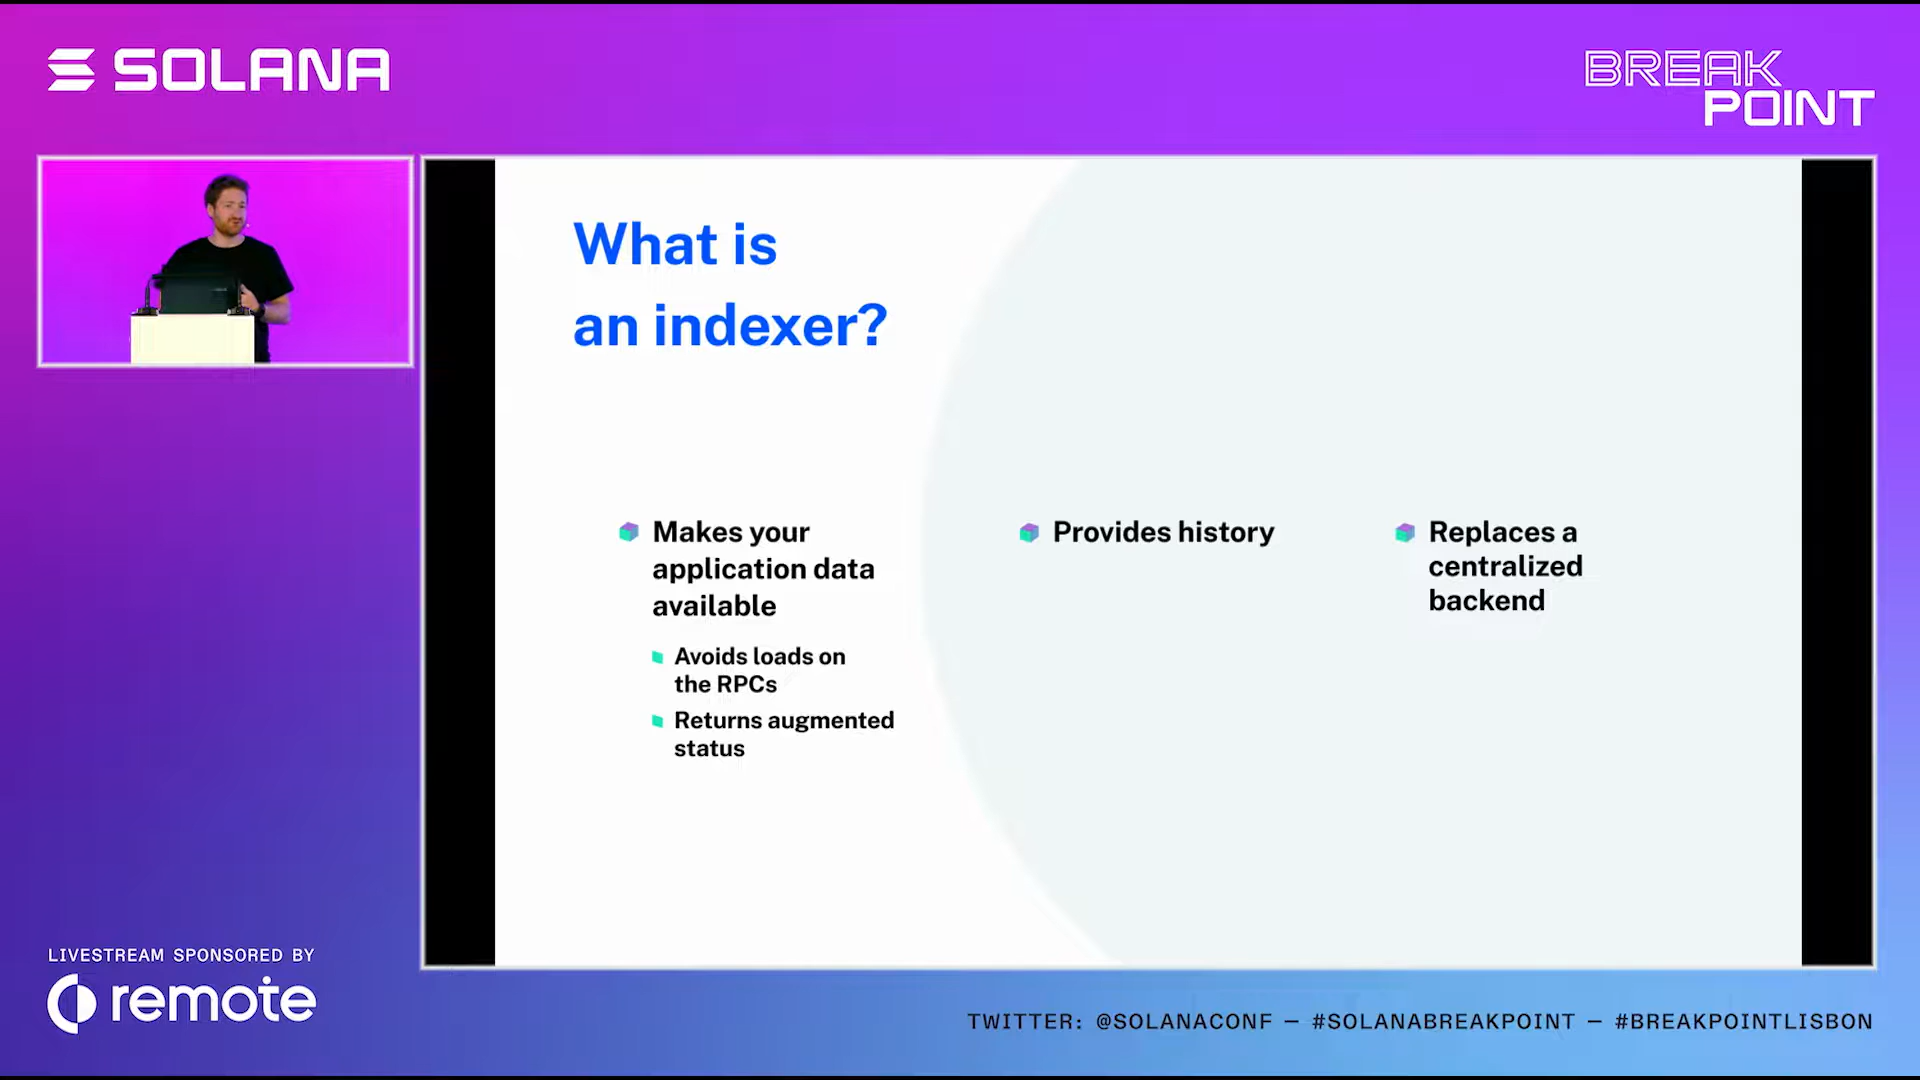 SOLANA
BREAK
POINT
What is
an indexer?
Makes your
application data
available
Avoids loads on
the RPCs
Returns augmented
status
Provides history
Replaces a
centralized
backend
LIVESTREAM SPONSORED BY
remote
TWITTER: @SOLANACONF — #SOLANABREAKPOINT — #BREAKPOINTLISBON